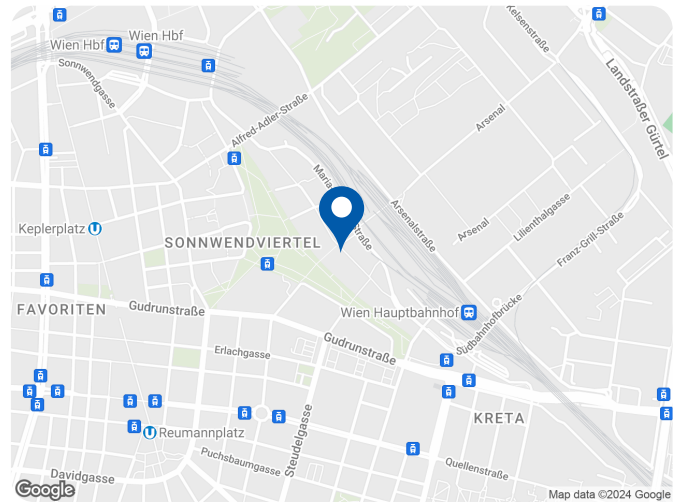 Wien Hbf
Wien Hbf
Sonnwendgasse
Kelsenstraße
Landstraßer Gürtel
Alfred-Adler-Straße
Arsenal
Maria-
Straße
Arsenalstraße
Arsenal
Lilienthalgasse
Franz-Grill-Straße
Keplerplatz
U
SONNWENDVIERTEL
FAVORITEN
Gudrunstraße
Wien Hauptbahnhof
Südbahnhofbrücke
Gudrunstraße
Erlachgasse
Steudelgasse
KRETA
U
Reumannplatz
Puchsbaumgasse
Quellenstraße
Davidgasse
Google
Map data ©2024 Google